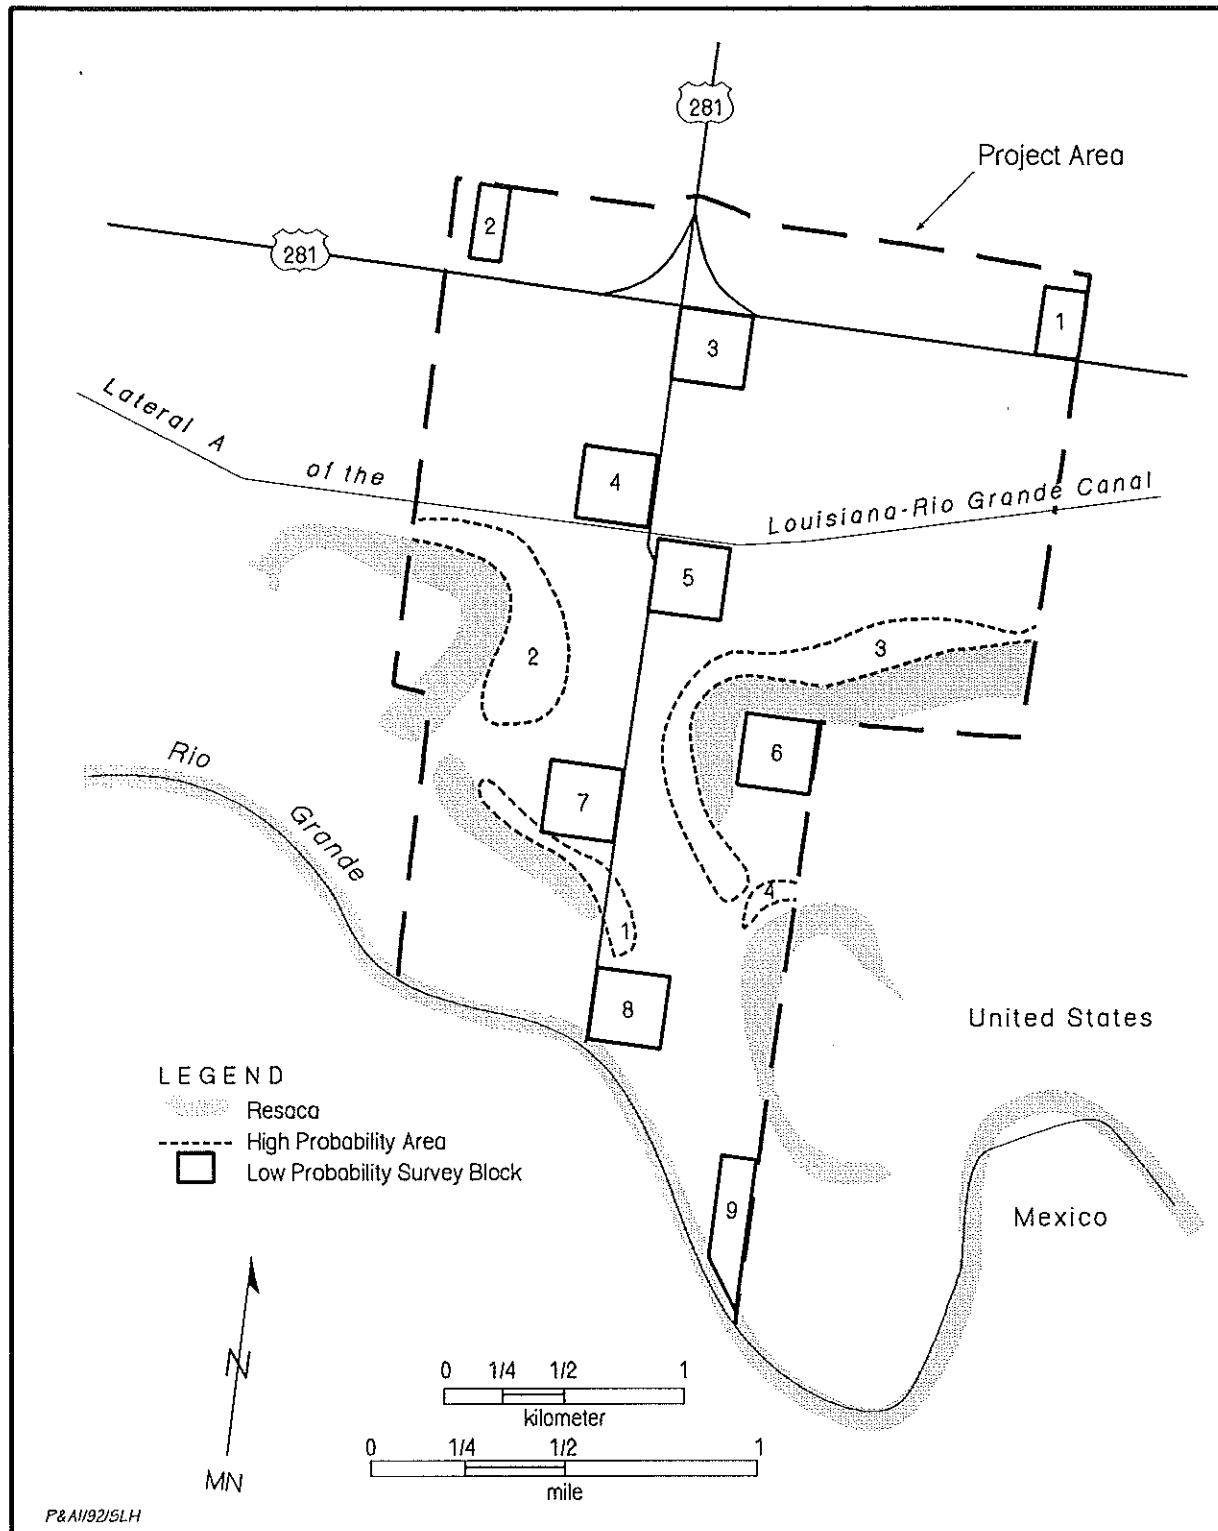 281
Project Area
2
281
1
3
Lateral A
of the
4
Louisiana-Rio Grande Canal
5
2
3
6
Rio
Grande
7
4
1
8
United States
LEGEND
Resaca
High Probability Area
Low Probability Survey Block
9
Mexico
N
MN
0 1/4 1/2 1
kilometer
0 1/4 1/2 1
mile
P&AI/92/SLH